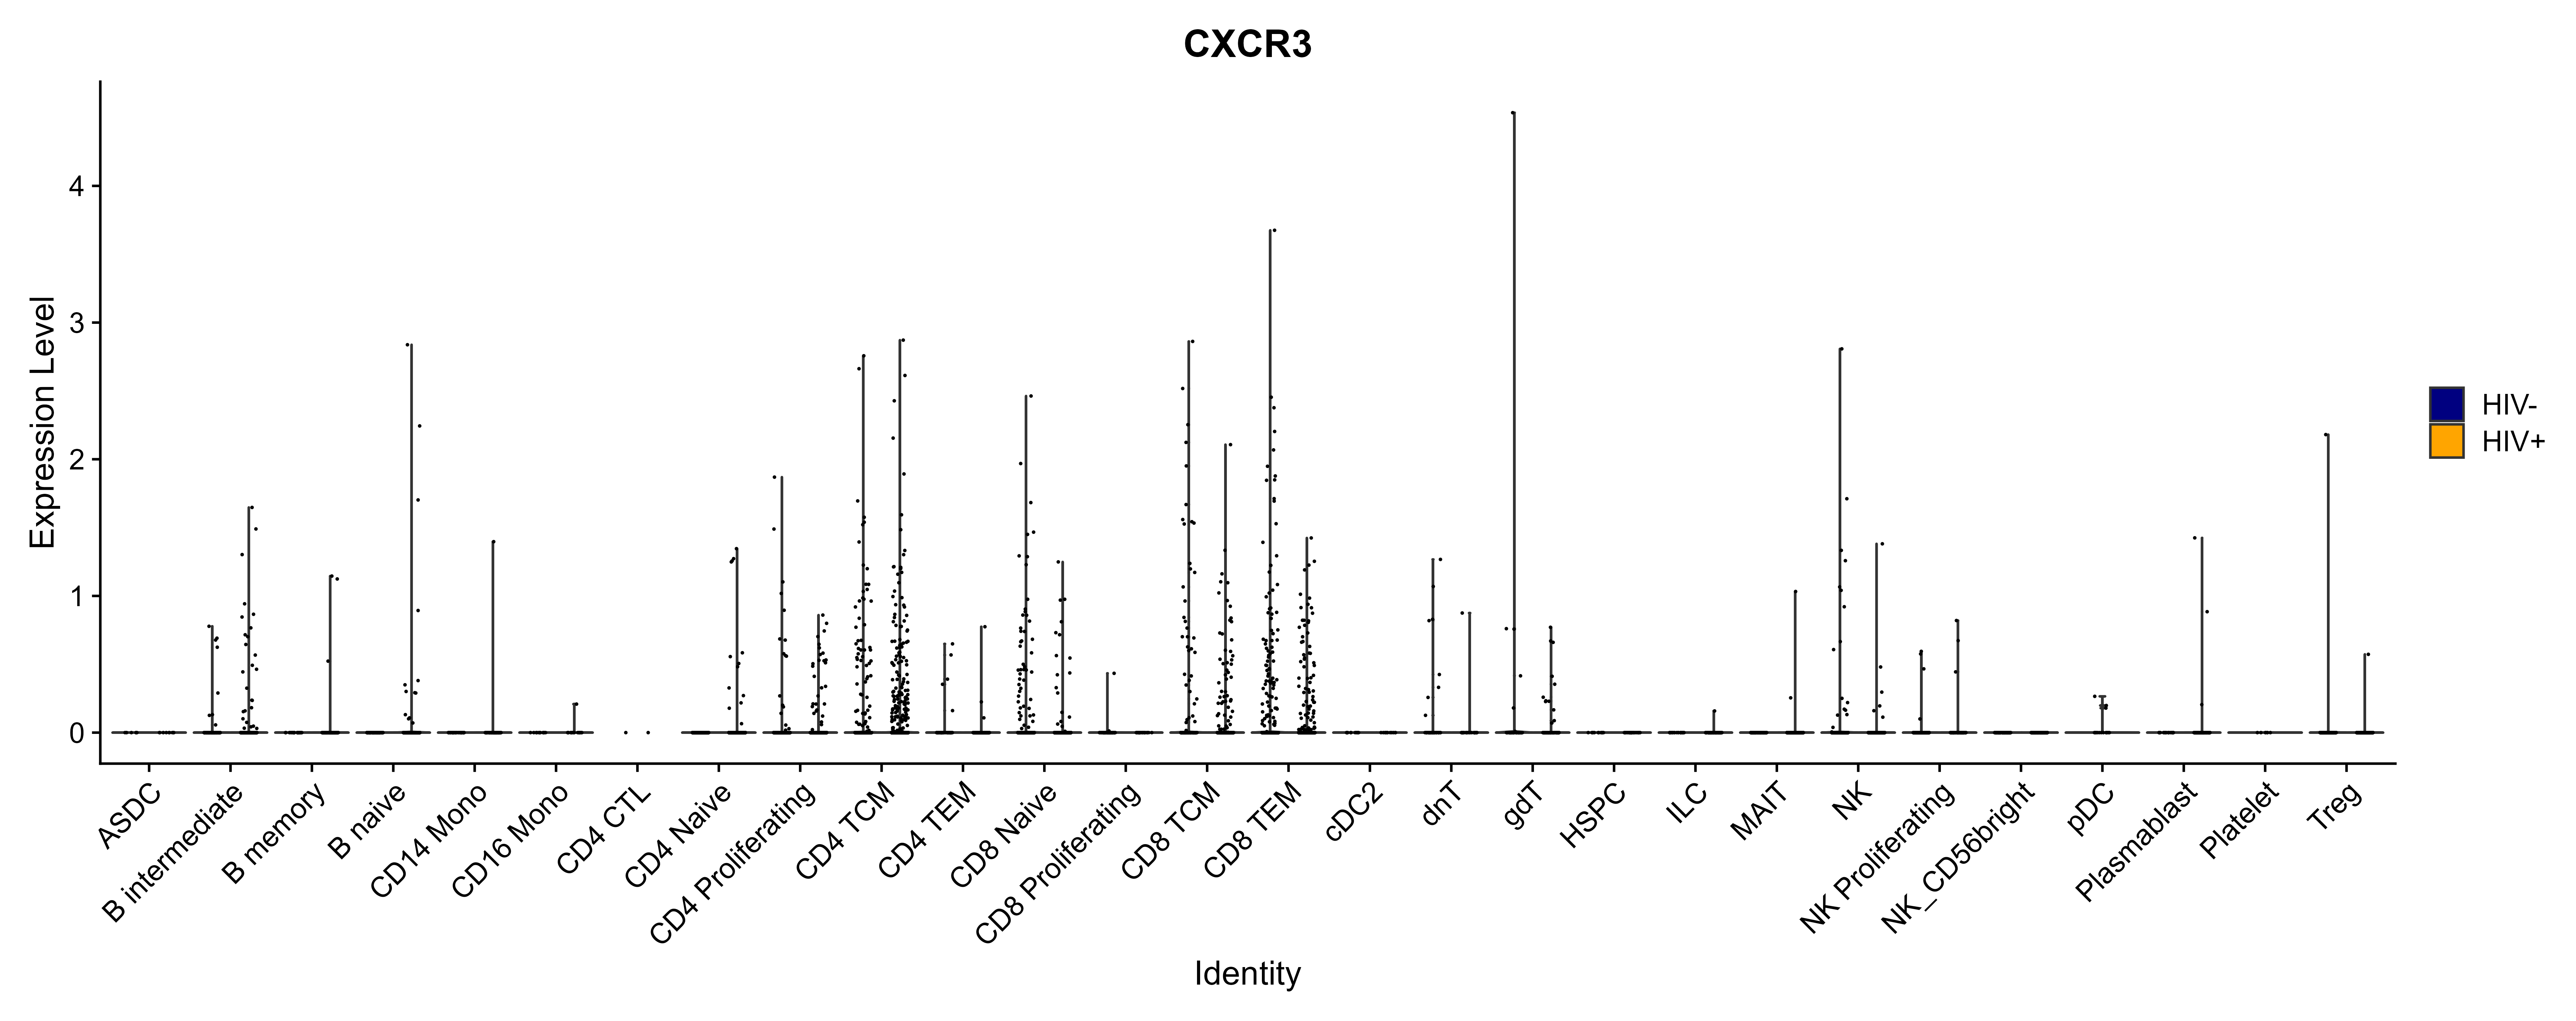 CXCR3
Expression Level
4
3
2
1
0
ASDC
B intermediate
B memory
B naive
CD14 Mono
CD16 Mono
CD4 CTL
CD4 Naive
CD4 Proliferating
CD4 TCM
CD4 TEM
CD8 Naive
CD8 Proliferating
CD8 TCM
CD8 TEM
cDC2
dnT
gdT
HSPC
ILC
MAIT
NK
NK Proliferating
NK_CD56bright
pDC
Plasmablast
Platelet
Treg
Identity
HIV-
HIV+